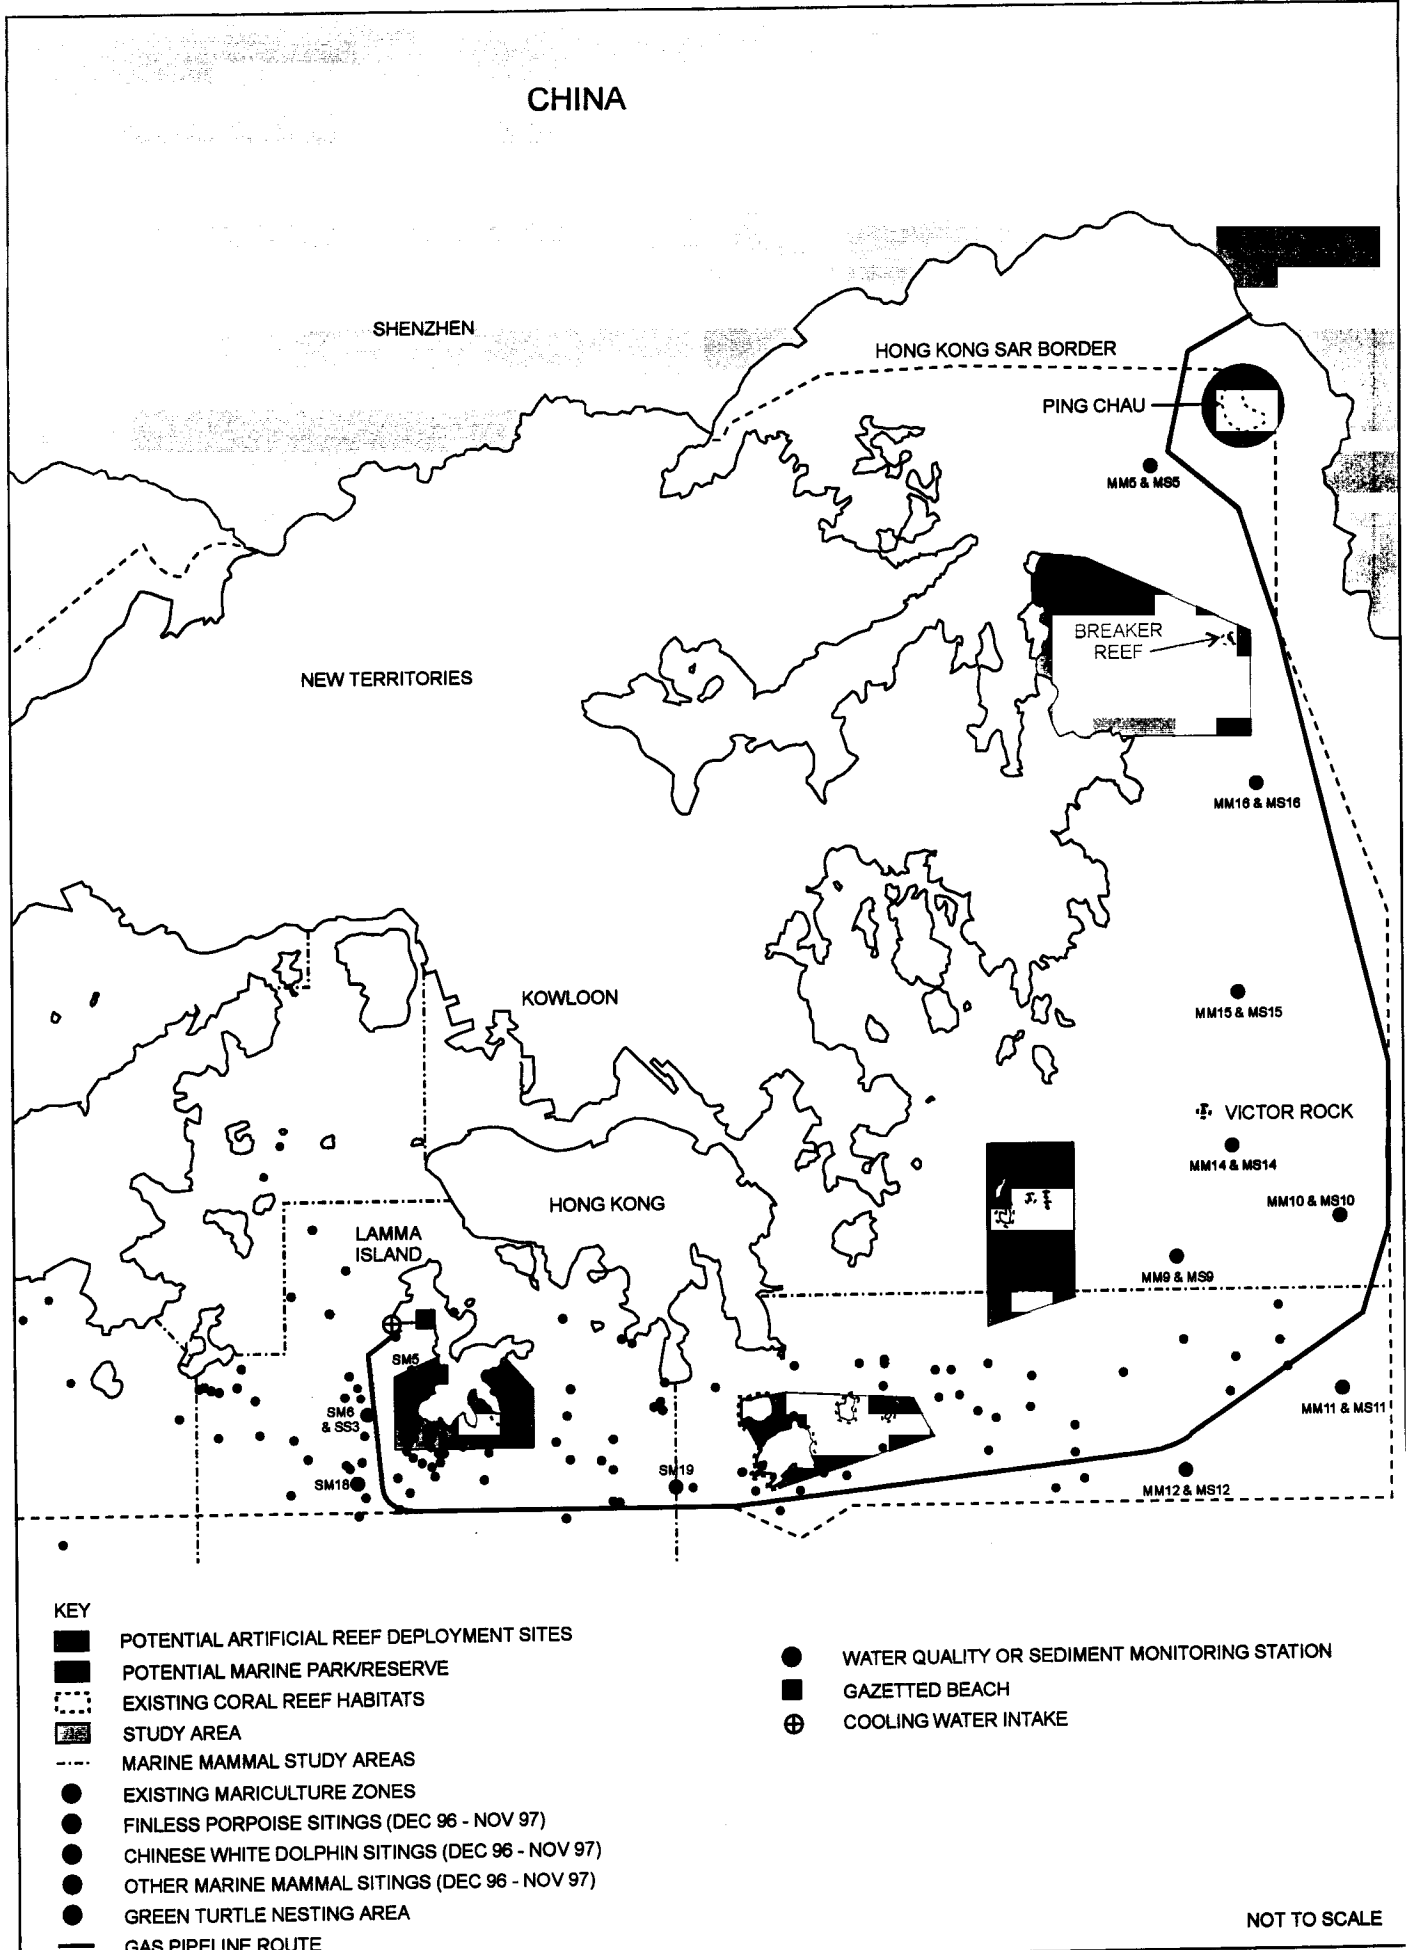 CHINA
SHENZHEN
HONG KONG SAR BORDER
PING CHAU
MM5 & MS5
BREAKER
REEF
NEW TERRITORIES
MM16 & MS16
KOWLOON
MM15 & MS15
VICTOR ROCK
MM14 & MS14
HONG KONG
MM10 & MS10
LAMMA
ISLAND
MM9 & MS9
SM5
SM6
& SS3
MM11 & MS11
SM18
SM19
MM12 & MS12
KEY
POTENTIAL ARTIFICIAL REEF DEPLOYMENT SITES
POTENTIAL MARINE PARK/RESERVE
EXISTING CORAL REEF HABITATS
STUDY AREA
MARINE MAMMAL STUDY AREAS
EXISTING MARICULTURE ZONES
FINLESS PORPOISE SITINGS (DEC 96 - NOV 97)
CHINESE WHITE DOLPHIN SITINGS (DEC 96 - NOV 97)
OTHER MARINE MAMMAL SITINGS (DEC 96 - NOV 97)
GREEN TURTLE NESTING AREA
GAS PIPELINE ROUTE
WATER QUALITY OR SEDIMENT MONITORING STATION
GAZETTED BEACH
COOLING WATER INTAKE
NOT TO SCALE